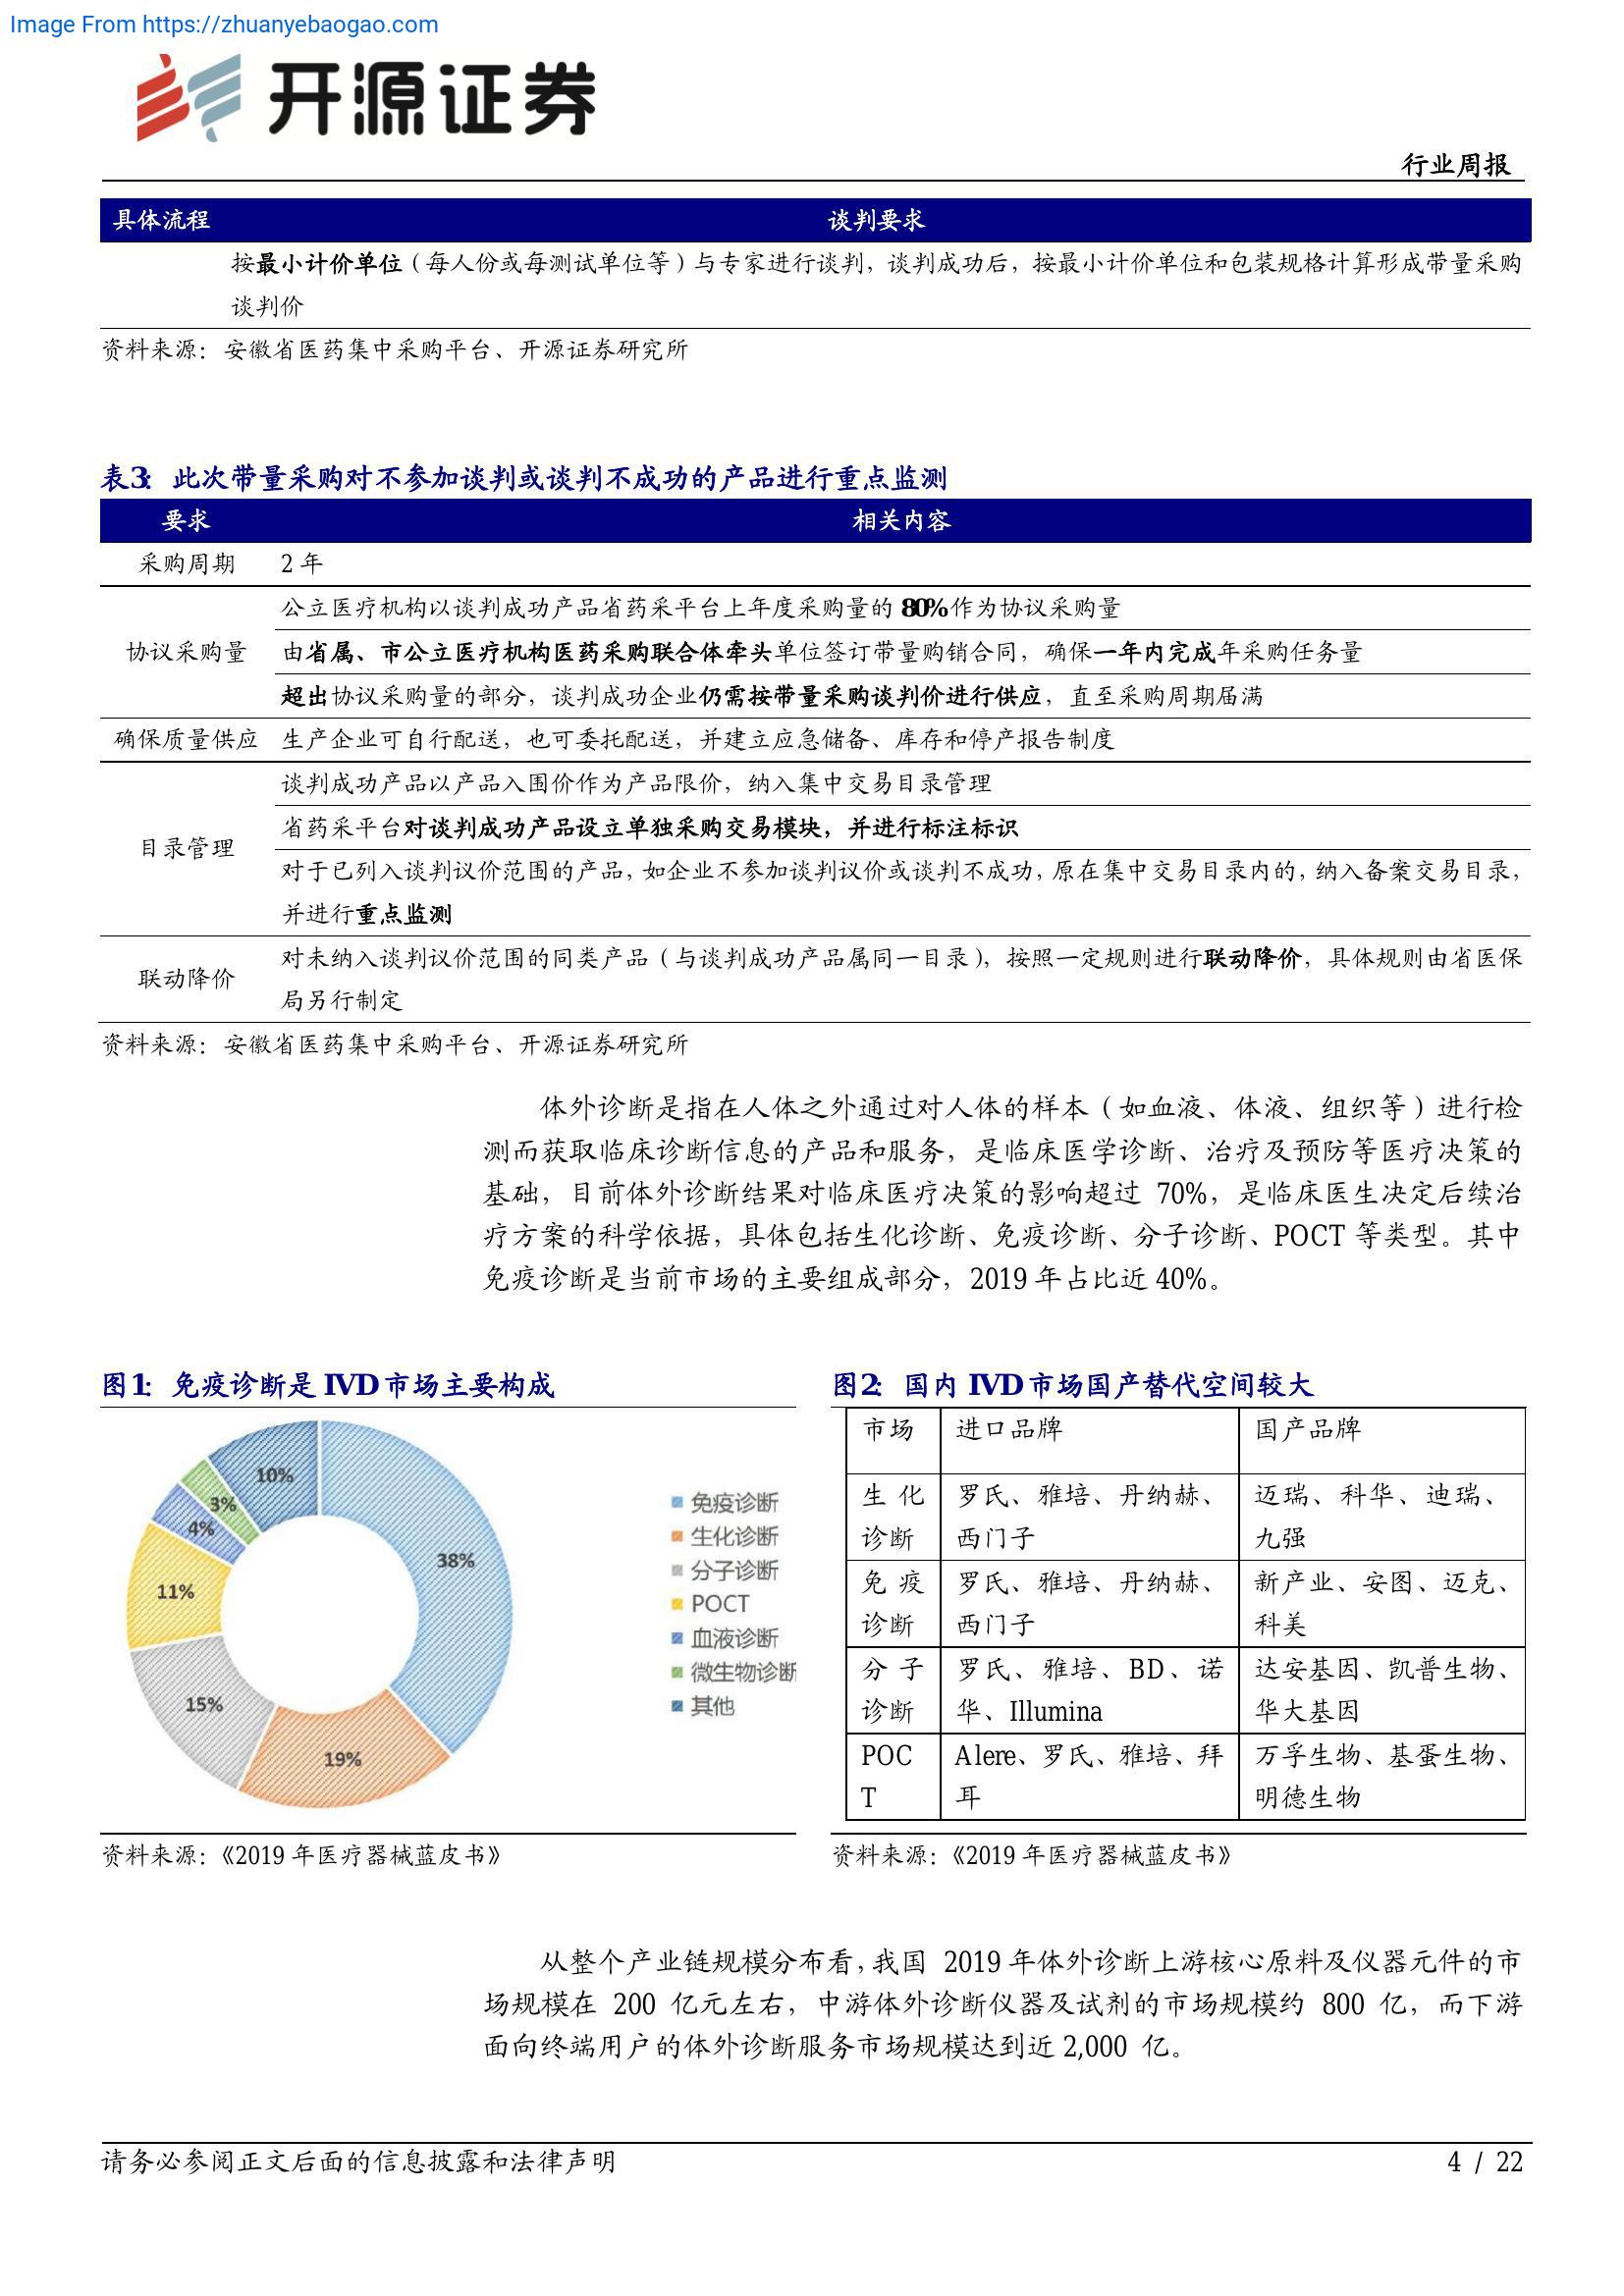 Image From https://zhuanyebaogao.com
开源证券
行业周报
具体流程 谈判要求
按最小计价单位（每人份或每测试单位等）与专家进行谈判，谈判成功后，按最小计价单位和包装规格计算形成带量采购
谈判价
资料来源：安徽省医药集中采购平台、开源证券研究所
表3：此次带量采购对不参加谈判或谈判不成功的产品进行重点监测
要求 相关内容
采购周期 2 年
公立医疗机构以谈判成功产品省药采平台上年度采购量的 80%作为协议采购量
协议采购量 由省属、市公立医疗机构医药采购联合体牵头单位签订带量购销合同，确保一年内完成年采购任务量
超出协议采购量的部分，谈判成功企业仍需按带量采购谈判价进行供应，直至采购周期届满
确保质量供应 生产企业可自行配送，也可委托配送，并建立应急储备、库存和停产报告制度
谈判成功产品以产品入围价作为产品限价，纳入集中交易目录管理
省药采平台对谈判成功产品设立单独采购交易模块，并进行标注标识
目录管理
对于已列入谈判议价范围的产品，如企业不参加谈判议价或谈判不成功，原在集中交易目录内的，纳入备案交易目录，
并进行重点监测
对未纳入谈判议价范围的同类产品（与谈判成功产品属同一目录），按照一定规则进行联动降价，具体规则由省医保
联动降价
局另行制定
资料来源：安徽省医药集中采购平台、开源证券研究所
体外诊断是指在人体之外通过对人体的样本（如血液、体液、组织等）进行检
测而获取临床诊断信息的产品和服务，是临床医学诊断、治疗及预防等医疗决策的
基础，目前体外诊断结果对临床医疗决策的影响超过 70%，是临床医生决定后续治
疗方案的科学依据，具体包括生化诊断、免疫诊断、分子诊断、POCT 等类型。其中
免疫诊断是当前市场的主要组成部分，2019 年占比近 40%。
图1：免疫诊断是 IVD 市场主要构成
38%
19%
15%
11%
4%
3%
10%
免疫诊断
生化诊断
分子诊断
POCT
血液诊断
微生物诊断
其他
资料来源：《2019 年医疗器械蓝皮书》
图2：国内 IVD 市场国产替代空间较大
市场 进口品牌 国产品牌
生 化 罗氏、雅培、丹纳赫、 迈瑞、科华、迪瑞、
诊断 西门子 九强
免 疫 罗氏、雅培、丹纳赫、 新产业、安图、迈克、
诊断 西门子 科美
分 子 罗氏、雅培、BD、诺 达安基因、凯普生物、
诊断 华、Illumina 华大基因
POC Alere、罗氏、雅培、拜 万孚生物、基蛋生物、
T 耳 明德生物
资料来源：《2019 年医疗器械蓝皮书》
从整个产业链规模分布看，我国 2019 年体外诊断上游核心原料及仪器元件的市
场规模在 200 亿元左右，中游体外诊断仪器及试剂的市场规模约 800 亿，而下游
面向终端用户的体外诊断服务市场规模达到近 2,000 亿。
请务必参阅正文后面的信息披露和法律声明
4 / 22